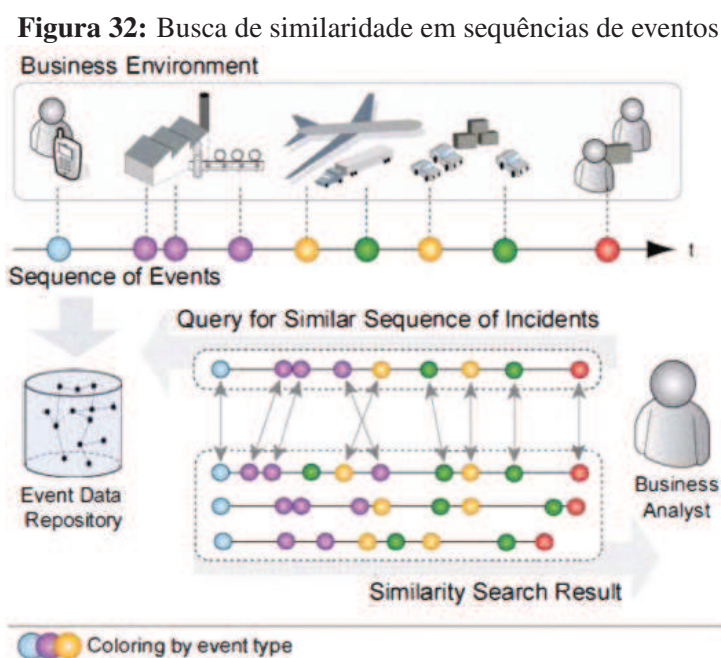 Figura 32: Busca de similaridade em sequências de eventos
Business Environment
t
Sequence of Events
Query for Similar Sequence of Incidents
Event Data
Repository
Business
Analyst
Similarity Search Result
Coloring by event type